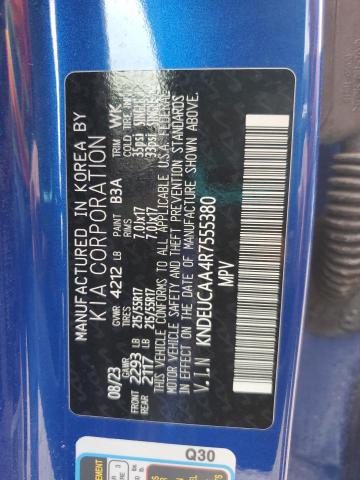 MANUFACTURED IN KOREA BY
KIA CORPORATION
08/23 GVWR 4212 LB PAINT B3A TRIM WK
GAWR TIRES RIMS COLD TIRE
FRONT 2293 LB 215/55R17 7.0Jx17 35psi
REAR 2117 LB 215/55R17 7.0Jx17 33psi
THIS VEHICLE CONFORMS TO ALL APPLICABLE U.S.A. FEDERAL
MOTOR VEHICLE SAFETY AND THEFT PREVENTION STANDARDS
IN EFFECT ON THE DATE OF MANUFACTURE SHOWN ABOVE.
V.I.N KNDEUCAA4R7555380
MPV
Q30